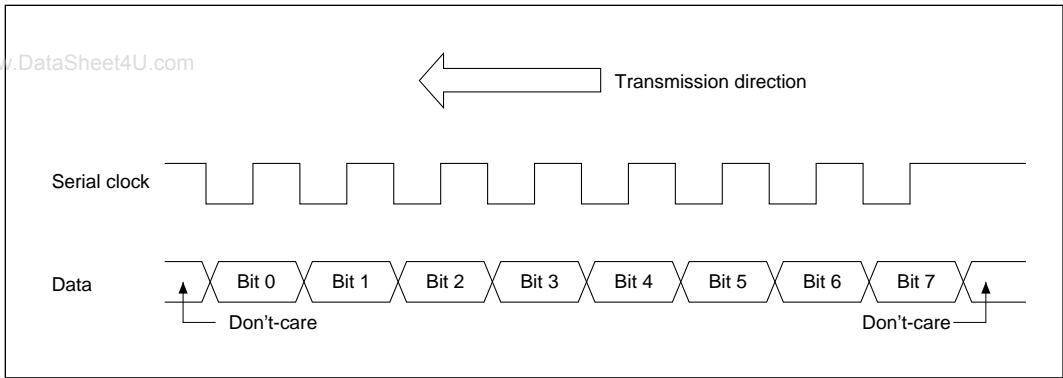 w.DataSheet4U.com
Transmission direction
Serial clock
Data
Bit 0 Bit 1 Bit 2 Bit 3 Bit 4 Bit 5 Bit 6 Bit 7
Don't-care Don't-care